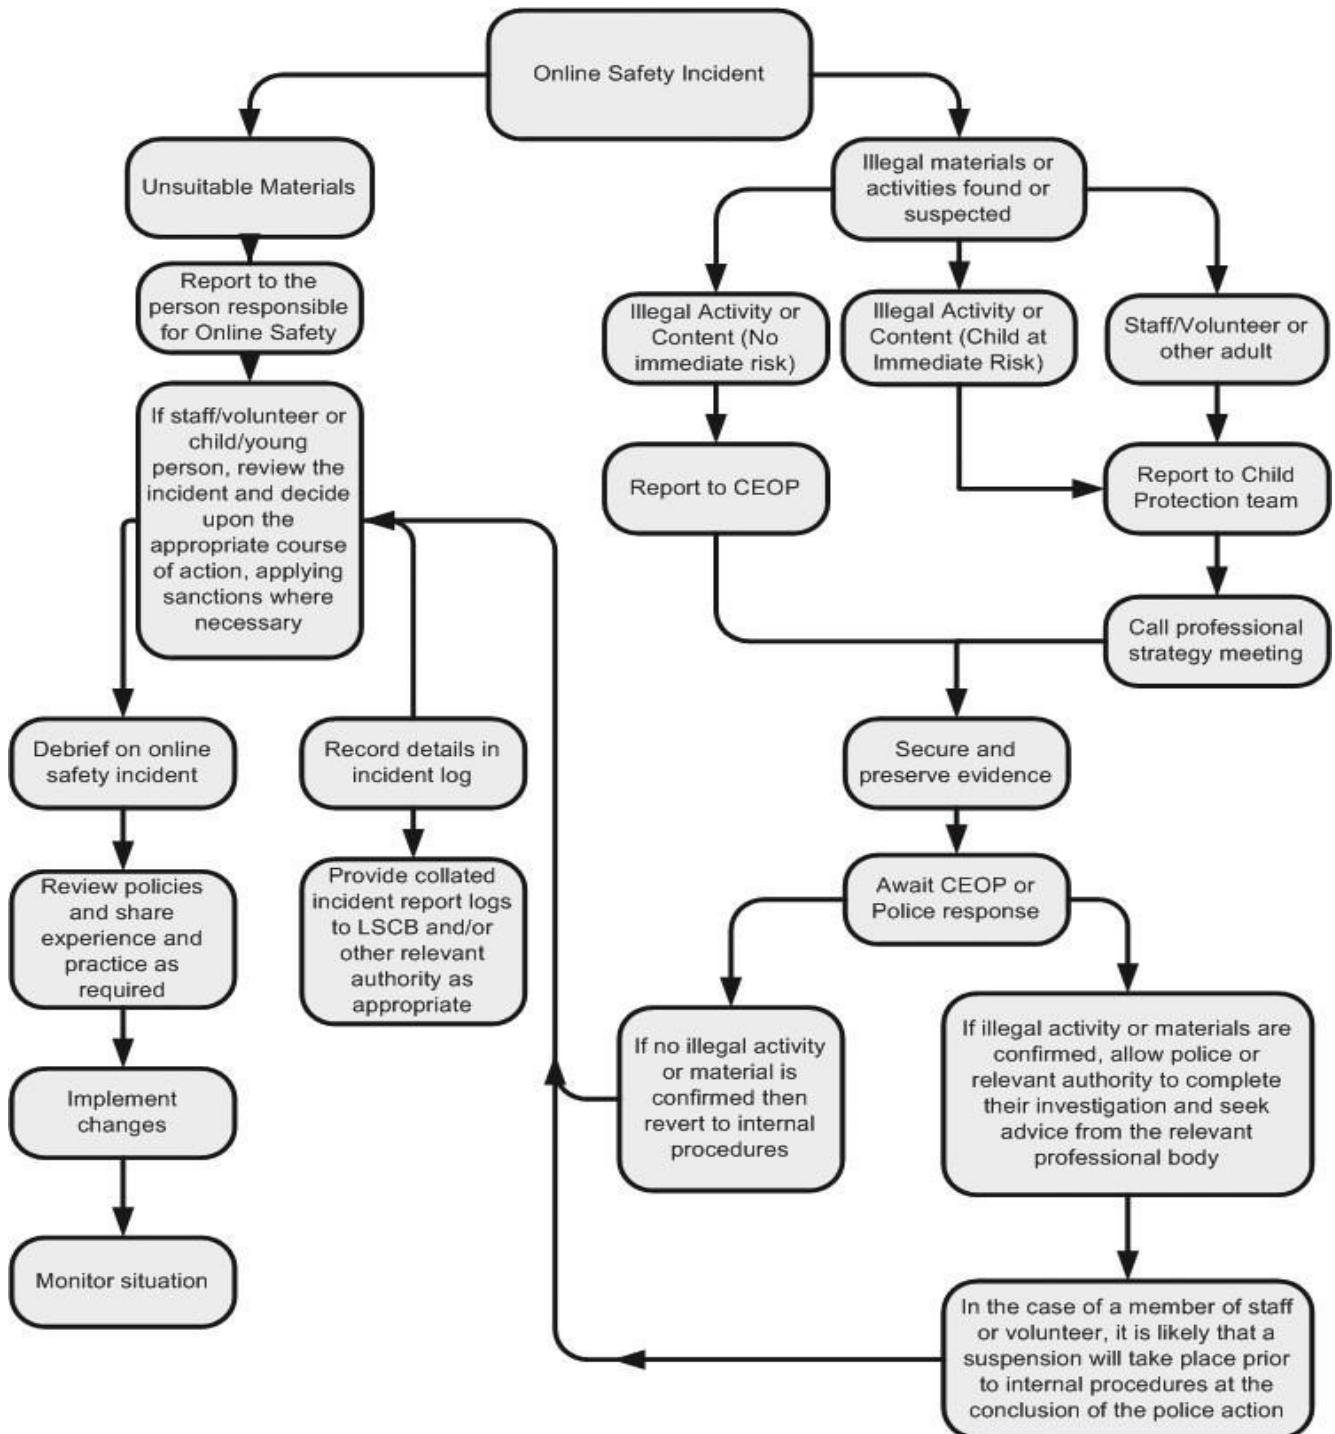 Online Safety Incident
Unsuitable Materials
Report to the
person responsible
for Online Safety
If staff/volunteer or
child/young
person, review the
incident and decide
upon the
appropriate course
of action, applying
sanctions where
necessary
Debrief on online
safety incident
Review policies
and share
experience and
practice as
required
Implement
changes
Monitor situation
Record details in
incident log
Provide collated
incident report logs
to LSCB and/or
other relevant
authority as
appropriate
Illegal materials or
activities found or
suspected
Illegal Activity or
Content (No
immediate risk)
Report to CEOP
Illegal Activity or
Content (Child at
Immediate Risk)
Staff/Volunteer or
other adult
Report to Child
Protection team
Call professional
strategy meeting
Secure and
preserve evidence
Await CEOP or
Police response
If no illegal activity
or material is
confirmed then
revert to internal
procedures
If illegal activity or materials are
confirmed, allow police or
relevant authority to complete
their investigation and seek
advice from the relevant
professional body
In the case of a member of staff
or volunteer, it is likely that a
suspension will take place prior
to internal procedures at the
conclusion of the police action